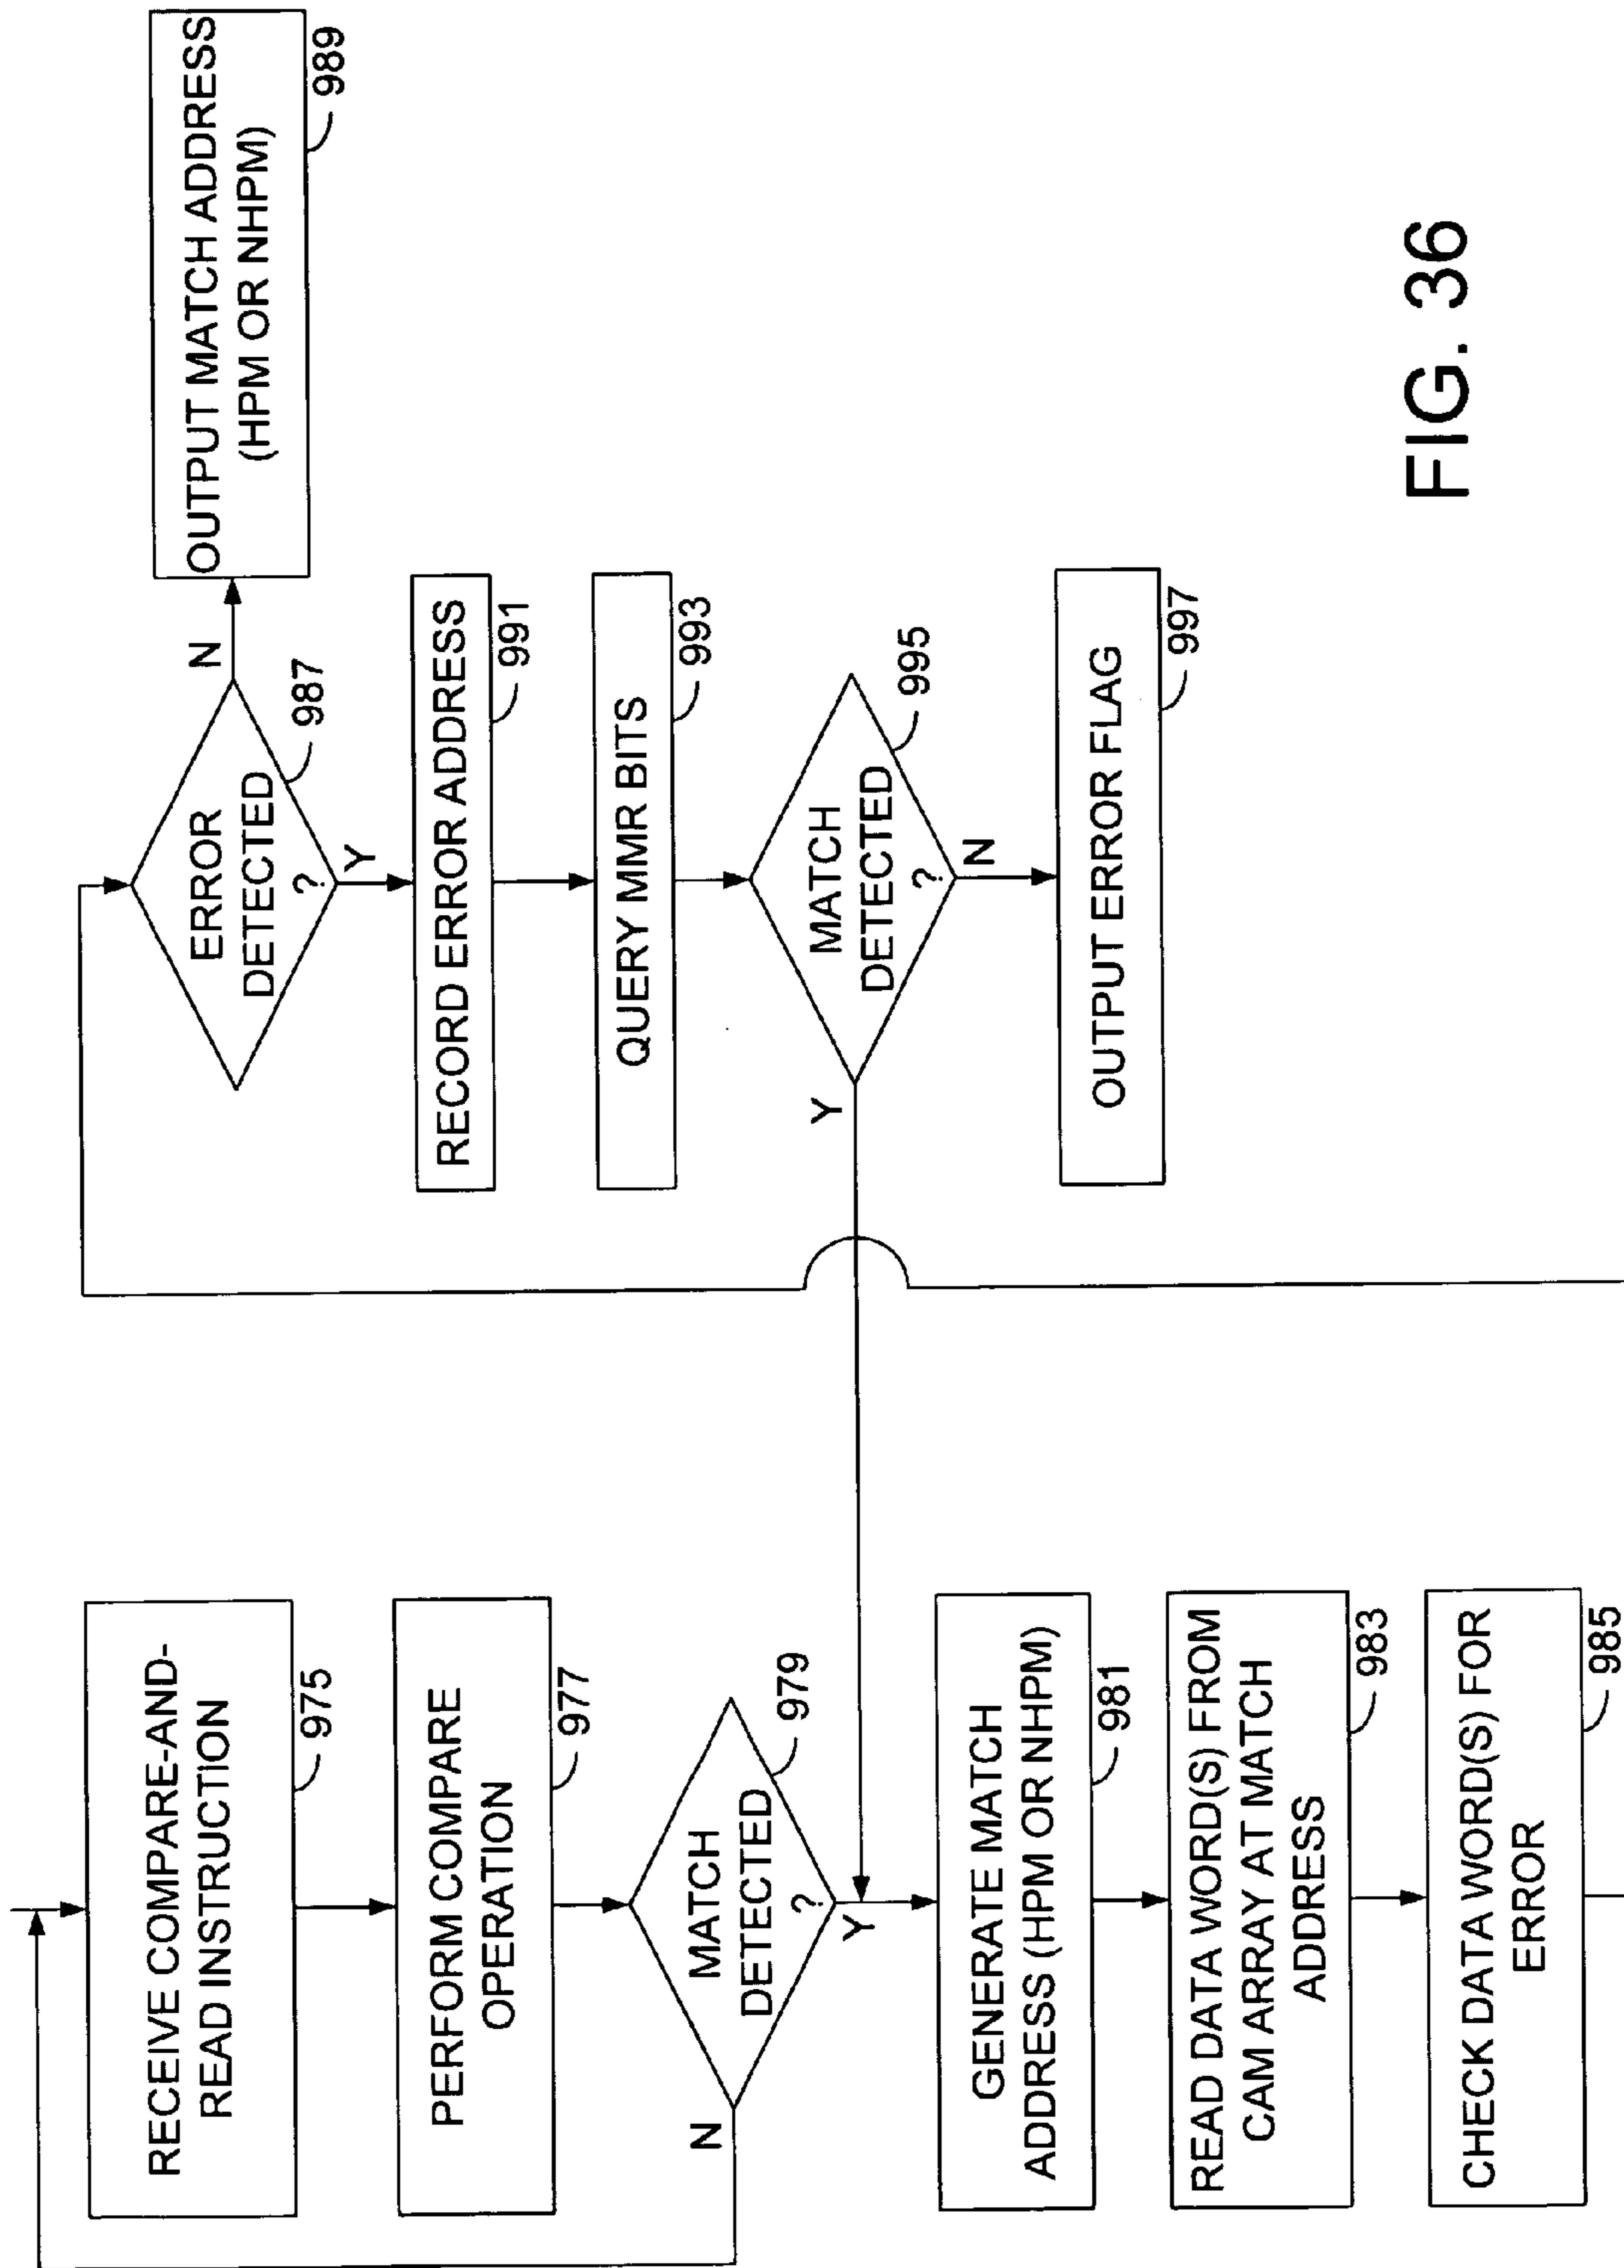 RECEIVE COMPARE-AND-
READ INSTRUCTION
975
PERFORM COMPARE
OPERATION
977
MATCH
DETECTED
?
979
N
Y
GENERATE MATCH
ADDRESS (HPM OR NHPM)
981
READ DATA WORD(S) FROM
CAM ARRAY AT MATCH
ADDRESS
983
CHECK DATA WORD(S) FOR
ERROR
985
ERROR
DETECTED
?
987
N
Y
OUTPUT MATCH ADDRESS
(HPM OR NHPM)
989
RECORD ERROR ADDRESS
991
QUERY MMR BITS
993
MATCH
DETECTED
?
995
Y
N
OUTPUT ERROR FLAG
997
FIG. 36